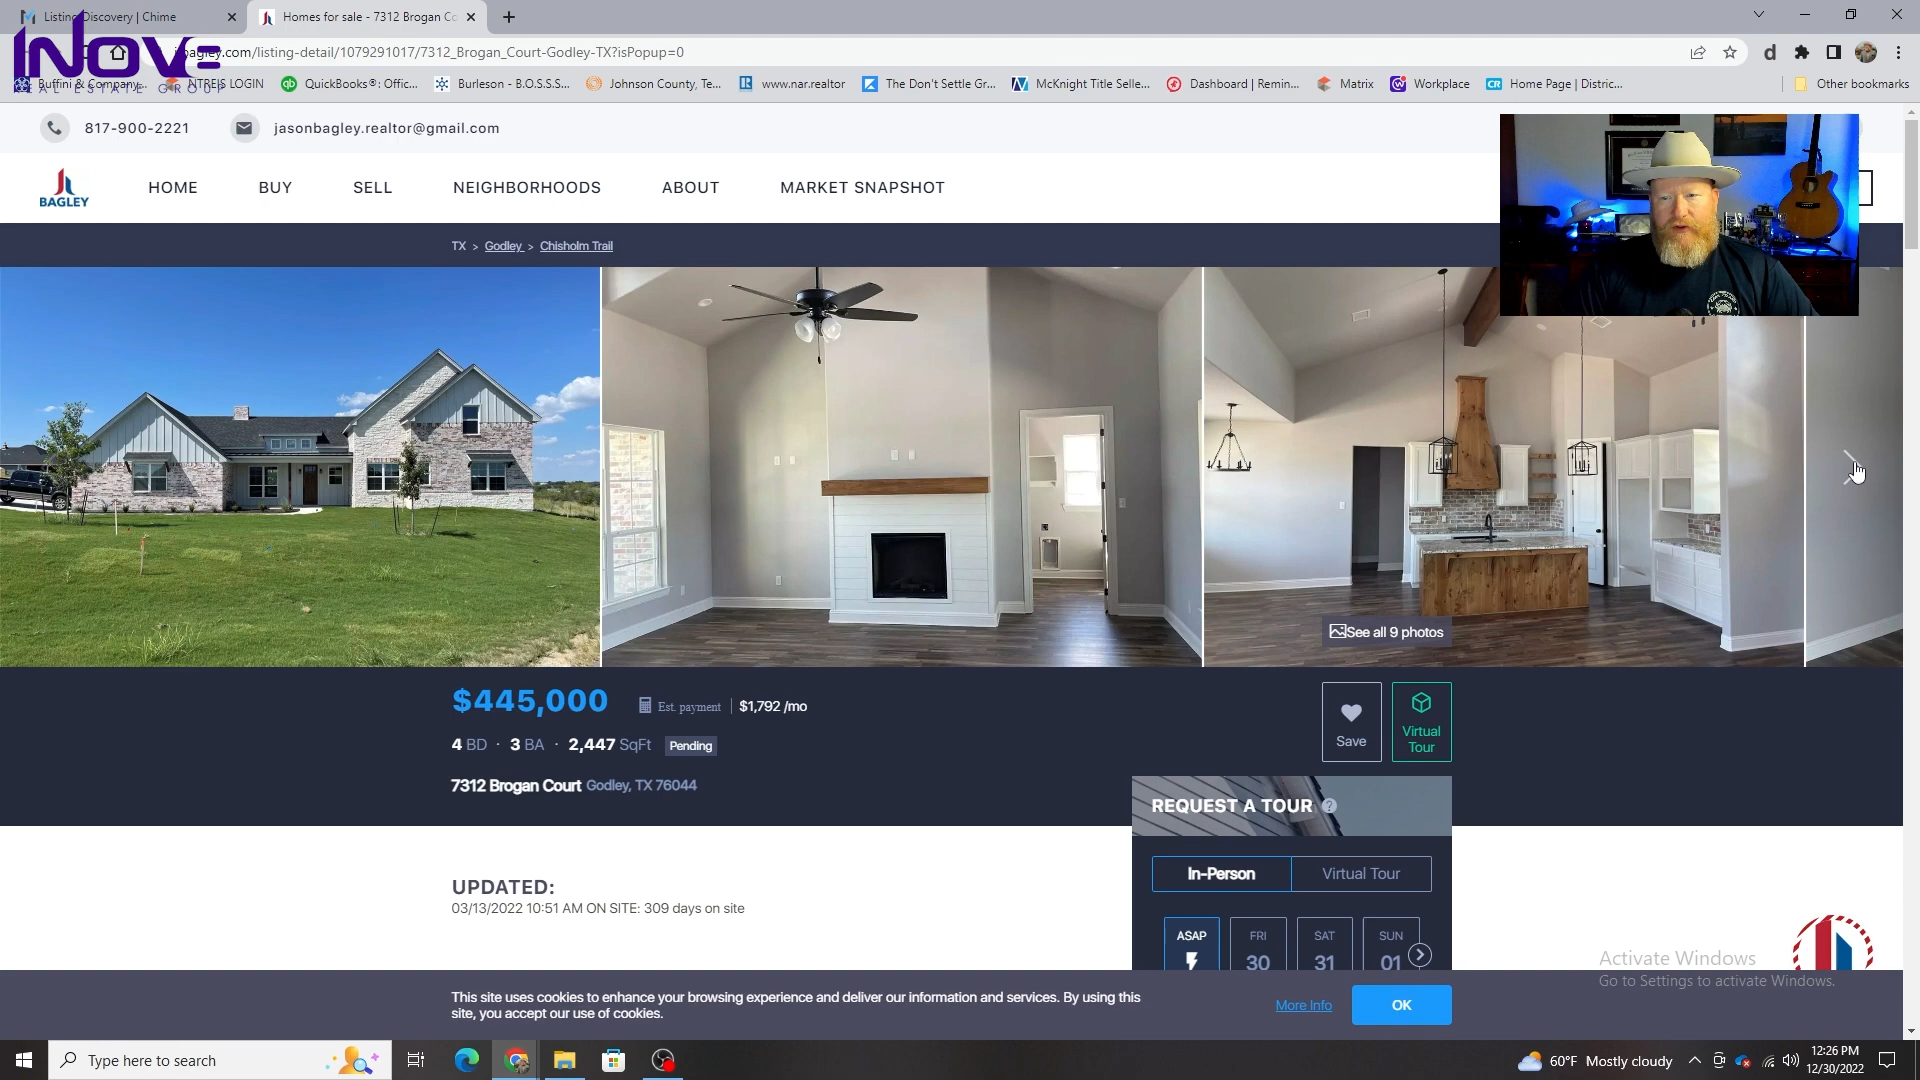 Listing Discovery | Chime
Homes for sale - 7312 Brogan Co
INOV
REAL ESTATE GROUP
bagley.com/listing-detail/1079291017/7312_Brogan_Court-Godley-TX?isPopup=0
Buffini & Company... NTREIS LOGIN QuickBooks®: Offic... Burleson - B.O.S.S.S... Johnson County, Te... www.nar.realtor The Don't Settle Gr... McKnight Title Selle... Dashboard | Remin... Matrix Workplace Home Page | Distric... Other bookmarks
817-900-2221 jasonbagley.realtor@gmail.com
BAGLEY
HOME BUY SELL NEIGHBORHOODS ABOUT MARKET SNAPSHOT
TX > Godley > Chisholm Trail
See all 9 photos
$445,000 Est. payment $1,792 /mo
4 BD · 3 BA · 2,447 SqFt Pending
Save
Virtual
Tour
7312 Brogan Court Godley, TX 76044
REQUEST A TOUR ?
In-Person Virtual Tour
UPDATED:
03/13/2022 10:51 AM ON SITE: 309 days on site
ASAP FRI SAT SUN
30 31 01
Activate Windows
Go to Settings to activate Windows.
This site uses cookies to enhance your browsing experience and deliver our information and services. By using this
site, you accept our use of cookies.
More Info
OK
Type here to search
60°F Mostly cloudy
12:26 PM
12/30/2022